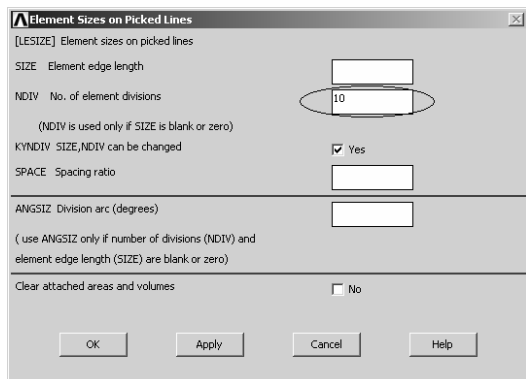 Element Sizes on Picked Lines
[LESIZE] Element sizes on picked lines
SIZE Element edge length
NDIV No. of element divisions
10
(NDIV is used only if SIZE is blank or zero)
KYNDIV SIZE,NDIV can be changed
Yes
SPACE Spacing ratio
ANGSIZ Division arc (degrees)
( use ANGSIZ only if number of divisions (NDIV) and
element edge length (SIZE) are blank or zero)
Clear attached areas and volumes
No
OK Apply Cancel Help